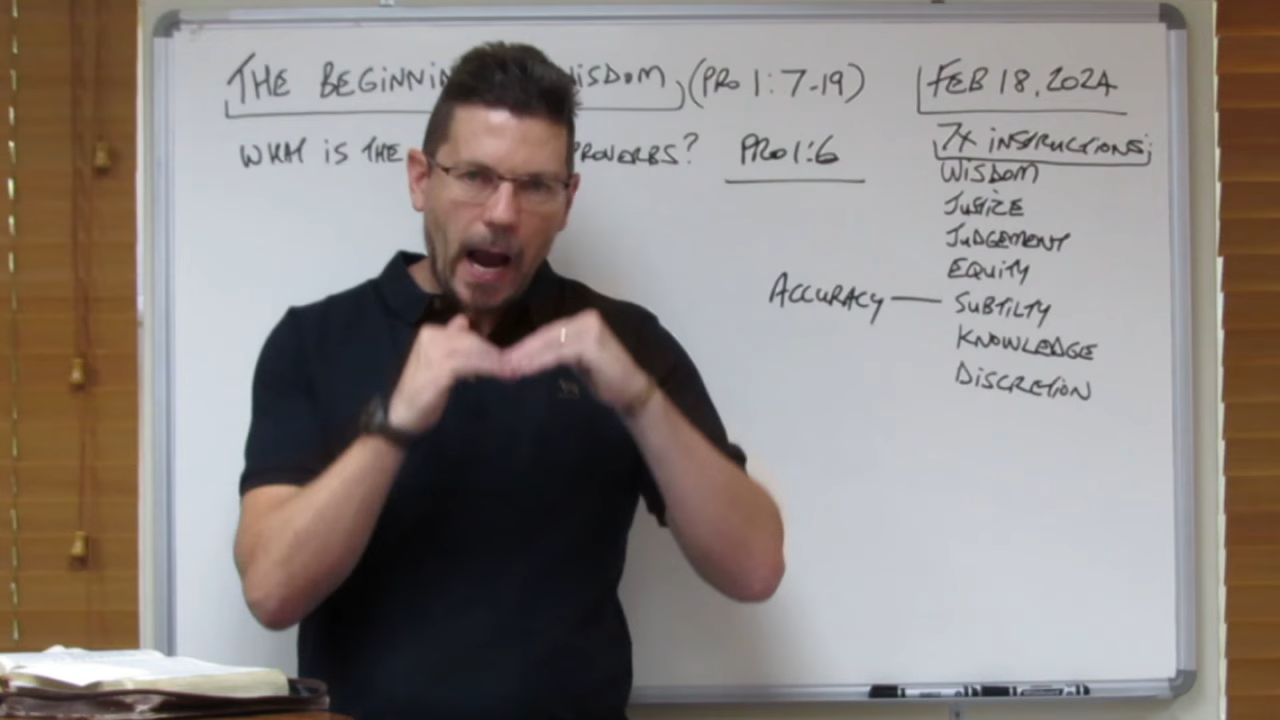 THE BEGINNIN WISDOM (PRO 1:7-19)
WHAT IS THE PROVERBS? PRO 1:6
FEB 18, 2024
7X INSTRUCTIONS:
WISDOM
JUSTICE
JUDGEMENT
EQUITY
ACCURACY — SUBTILTY
KNOWLEDGE
DISCRETION